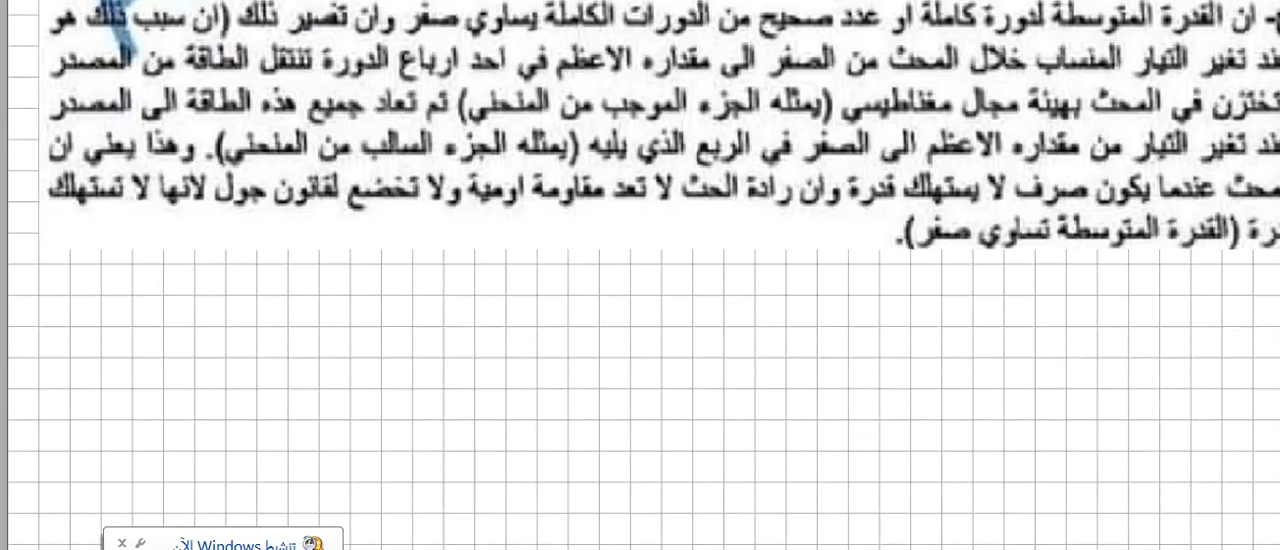 - ان القدرة المتوسطة لدورة كاملة او عدد صحيح من الدورات الكاملة يساوي صفر وان تفسير ذلك (ان سبب ذلك هو
تغير التيار المنساب خلال المحث من الصفر الى مقداره الاعظم في احد ارباع الدورة تنتقل الطاقة من المصدر
تختزن في المحث بهيئة مجال مغناطيسي (يمثله الجزء الموجب من المنحني) ثم تعاد جميع هذه الطاقة الى المصدر
تغير التيار من مقداره الاعظم الى الصفر في الربع الذي يليه (يمثله الجزء السالب من المنحني). وهذا يعني ان
محث عندما يكون صرف لا يستهلك قدرة وان رادة الحث لا تعد مقاومة اومية ولا تخضع لقانون جول لانها لا تستهلك
(القدرة المتوسطة تساوي صفر).
تنشيط Windows الآن